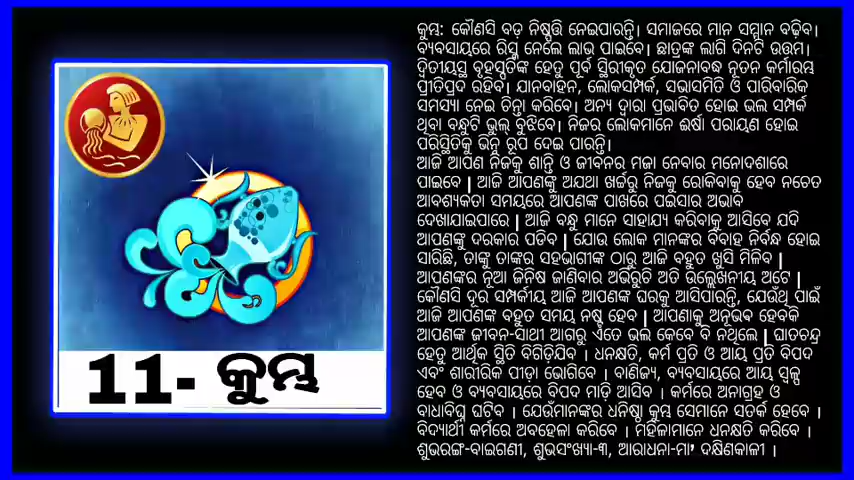 11- କୁମ୍ଭ
କୁମ୍ଭ: କୌଣସି ବଡ଼ ନିଷ୍ପତ୍ତି ନେଇପାରନ୍ତି। ସମାଜରେ ମାନ ସମ୍ମାନ ବଢ଼ିବ।
ବ୍ୟବସାୟରେ ରିସ୍କ ନେଲେ ଲାଭ ପାଇବେ। ଛାତ୍ରଙ୍କ ଲାଗି ଦିନଟି ଉତ୍ତମ।
ଦ୍ୱିତୀୟସ୍ଥ ବୃହସ୍ପତିଙ୍କ ହେତୁ ପୂର୍ବ ସ୍ଥିରୀକୃତ ଯୋଜନାବଦ୍ଧ ନୂତନ କର୍ମାରମ୍ଭ
ପ୍ରୀତିପ୍ରଦ ରହିବ। ଯାନବାହନ, ଲୋକସମ୍ପର୍କ, ସଭାସମିତି ଓ ପାରିବାରିକ
ସମସ୍ୟା ନେଇ ଚିନ୍ତା କରିବେ। ଅନ୍ୟ ଦ୍ୱାରା ପ୍ରଭାବିତ ହୋଇ ଭଲ ସମ୍ପର୍କ
ଥିବା ବନ୍ଧୁଟି ଭୁଲ୍ ବୁଝିବେ। ନିଜର ଲୋକମାନେ ଈର୍ଷା ପରାୟଣ ହୋଇ
ପରିସ୍ଥିତିକୁ ଭିନ୍ନ ରୂପ ଦେଇ ପାରନ୍ତି।
ଆଜି ଆପଣ ନିଜକୁ ଶାନ୍ତି ଓ ଜୀବନର ମଜା ନେବାର ମନୋଦଶାରେ
ପାଇବେ | ଆଜି ଆପଣଙ୍କୁ ଅଯଥା ଖର୍ଚ୍ଚରୁ ନିଜକୁ ରୋକିବାକୁ ହେବ ନଚେତ
ଆବଶ୍ୟକତା ସମୟରେ ଆପଣଙ୍କ ପାଖରେ ପଇସାର ଅଭାବ
ଦେଖାଯାଇପାରେ | ଆଜି ବନ୍ଧୁ ମାନେ ସାହାଯ୍ୟ କରିବାକୁ ଆସିବେ ଯଦି
ଆପଣଙ୍କୁ ଦରକାର ପଡିବ | ଯୋଉ ଲୋକ ମାନଙ୍କର ବିବାହ ନିର୍ବନ୍ଧ ହୋଇ
ସାରିଛି, ତାଙ୍କୁ ତାଙ୍କର ସହଭାଗୀଙ୍କ ଠାରୁ ଆଜି ବହୁତ ଖୁସି ମିଳିବ |
ଆପଣଙ୍କର ନୂଆ ଜିନିଷ ଜାଣିବାର ଅଭିରୁଚି ଅତି ଉଲ୍ଲେଖନୀୟ ଅଟେ |
କୌଣସି ଦୂର ସମ୍ପର୍କୀୟ ଆଜି ଆପଣଙ୍କ ଘରକୁ ଆସିପାରନ୍ତି, ଯେଉଁଥି ପାଇଁ
ଆଜି ଆପଣଙ୍କ ବହୁତ ସମୟ ନଷ୍ଟ ହେବ | ଆପଣାକୁ ଅନୂଭଵ ହେବକି
ଆପଣଙ୍କ ଜୀବନ-ସାଥୀ ଆଗରୁ ଏତେ ଭଲ କେବେ ବି ନଥିଲେ | ଘାତଚନ୍ଦ୍ର
ହେତୁ ଆର୍ଥିକ ସ୍ଥିତି ବିଗିଡ଼ିଯିବ । ଧନକ୍ଷତି, କର୍ମ ପ୍ରତି ଓ ଆୟ ପ୍ରତି ବିପଦ
ଏବଂ ଶାରୀରିକ ପୀଡ଼ା ଭୋଗିବେ । ବାଣିଜ୍ୟ, ବ୍ୟବସାୟରେ ଆୟ ସ୍ୱଳ୍ପ
ହେବ ଓ ବ୍ୟବସାୟରେ ବିପଦ ମାଡ଼ି ଆସିବ । କର୍ମରେ ଅନାଗ୍ରହ ଓ
ବାଧାବିଘ୍ନ ଘଟିବ । ଯେଉଁମାନଙ୍କର ଧନିଷ୍ଠା କୁମ୍ଭ ସେମାନେ ସତର୍କ ହେବେ ।
ବିଦ୍ୟାର୍ଥୀ କର୍ମରେ ଅବହେଳା କରିବେ । ମହିଳାମାନେ ଧନକ୍ଷତି କରିବେ ।
ଶୁଭରଙ୍ଗ-ବାଇଗଣୀ, ଶୁଭସଂଖ୍ୟା-୩, ଆରାଧନା-ମା' ଦକ୍ଷିଣକାଳୀ ।